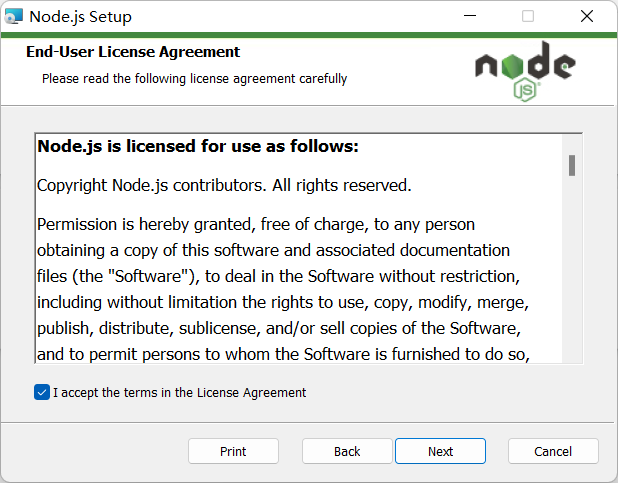 Node.js Setup
End-User License Agreement
Please read the following license agreement carefully
node
JS
Node.js is licensed for use as follows:
Copyright Node.js contributors. All rights reserved.
Permission is hereby granted, free of charge, to any person
obtaining a copy of this software and associated documentation
files (the "Software"), to deal in the Software without restriction,
including without limitation the rights to use, copy, modify, merge,
publish, distribute, sublicense, and/or sell copies of the Software,
and to permit persons to whom the Software is furnished to do so,
I accept the terms in the License Agreement
Print
Back
Next
Cancel